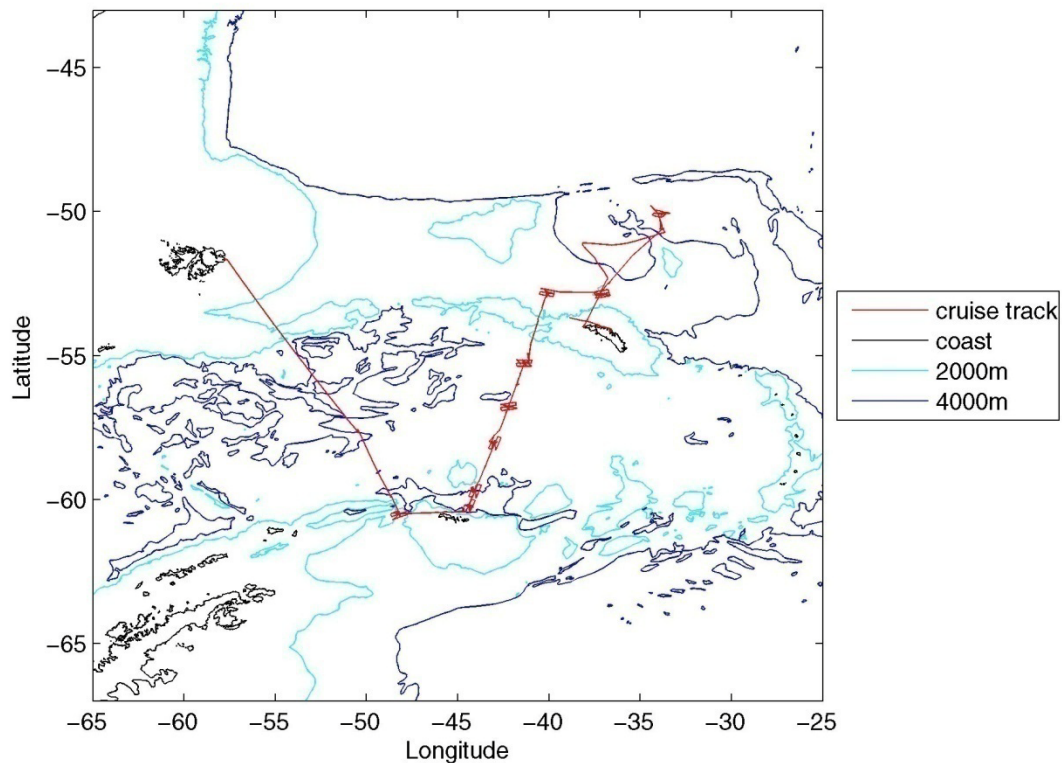 −45
−50
−55
−60
−65
Latitude
−65 −60 −55 −50 −45 −40 −35 −30 −25
Longitude
cruise track
coast
2000m
4000m